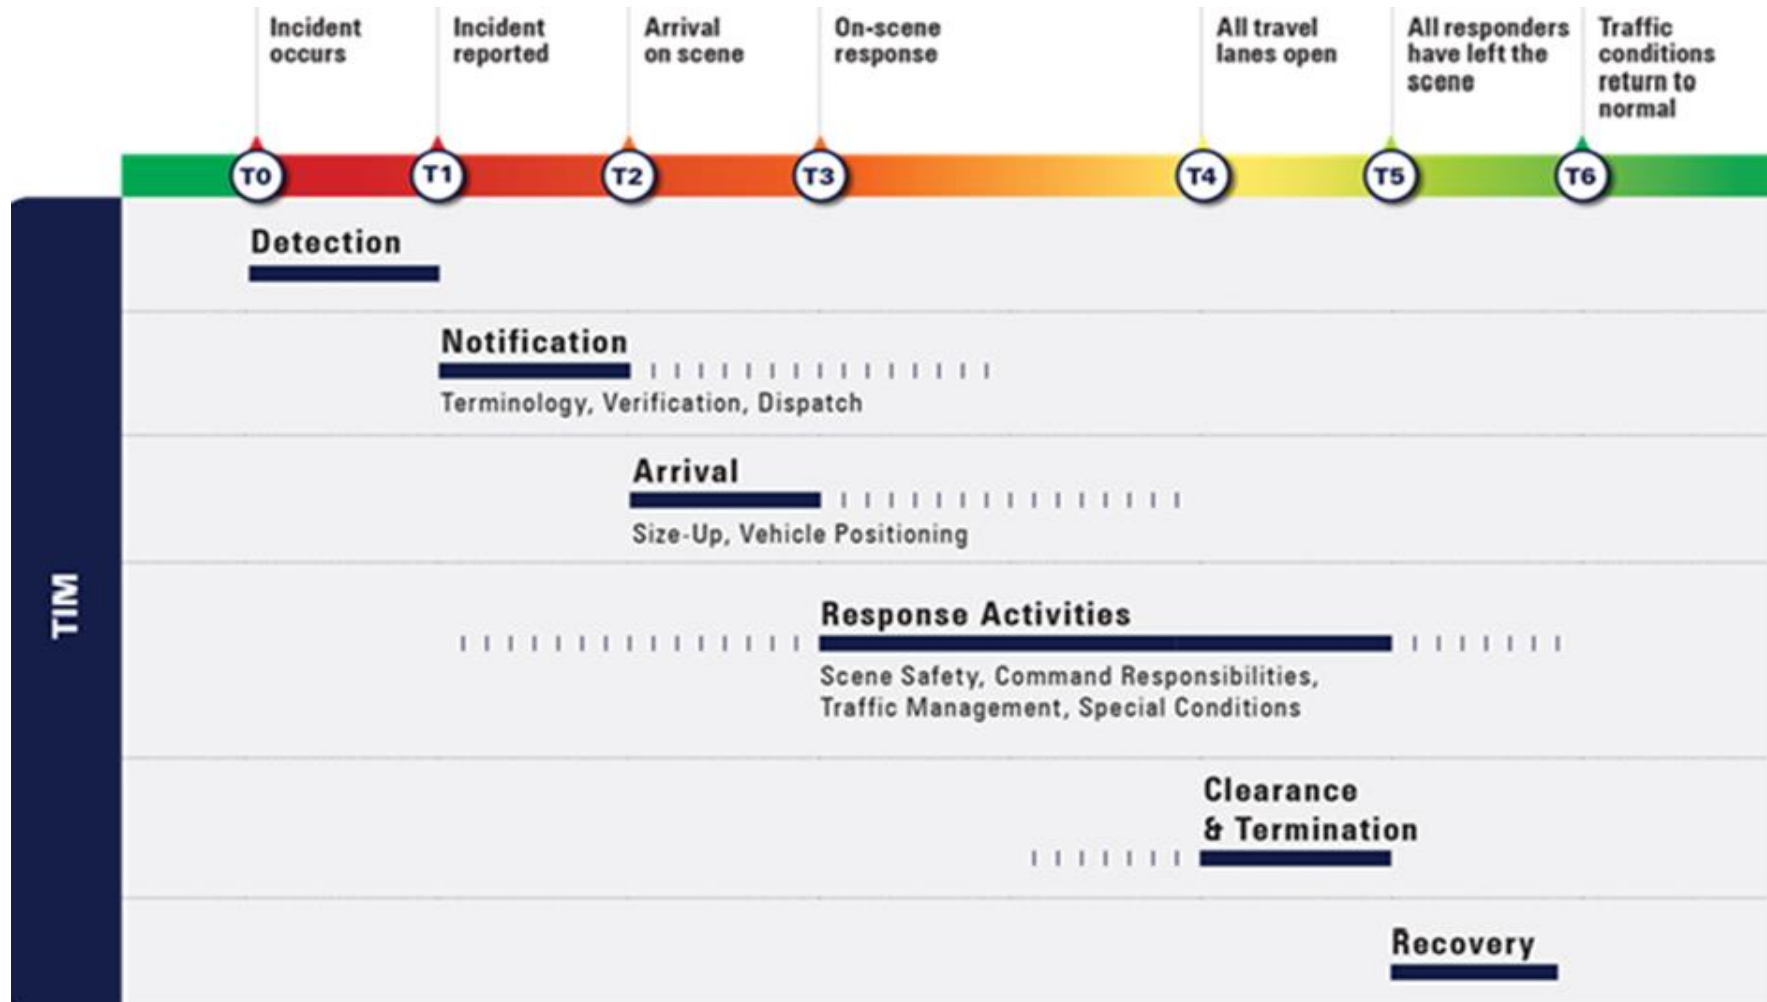 Incident
occurs
Incident
reported
Arrival
on scene
On-scene
response
All travel
lanes open
All responders
have left the
scene
Traffic
conditions
return to
normal
T0
T1
T2
T3
T4
T5
T6
TIM
Detection
Notification
Terminology, Verification, Dispatch
Arrival
Size-Up, Vehicle Positioning
Response Activities
Scene Safety, Command Responsibilities,
Traffic Management, Special Conditions
Clearance
& Termination
Recovery